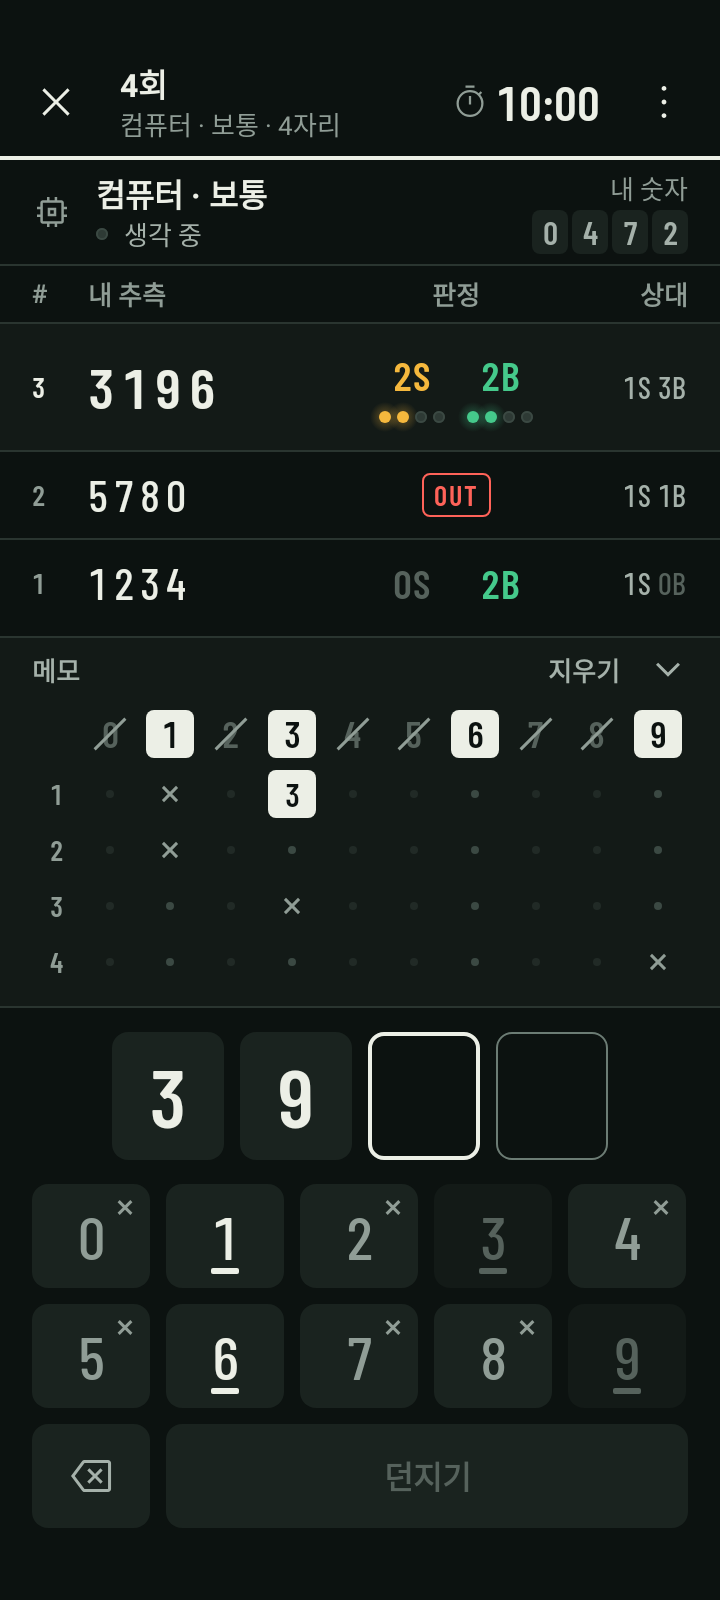 4회
컴퓨터 · 보통 · 4자리
10:00
컴퓨터 · 보통
생각 중
내 숫자
0 4 7 2
# 내 추측 판정 상대
3 3196 2S 2B 1S 3B
2 5780 OUT 1S 1B
1 1234 0S 2B 1S 0B
메모 지우기
0 1 2 3 4 5 6 7 8 9
1 × 3
2 ×
3 ×
4 ×
3 9
0 × 1 2 × 3 4 ×
5 × 6 7 × 8 × 9
던지기